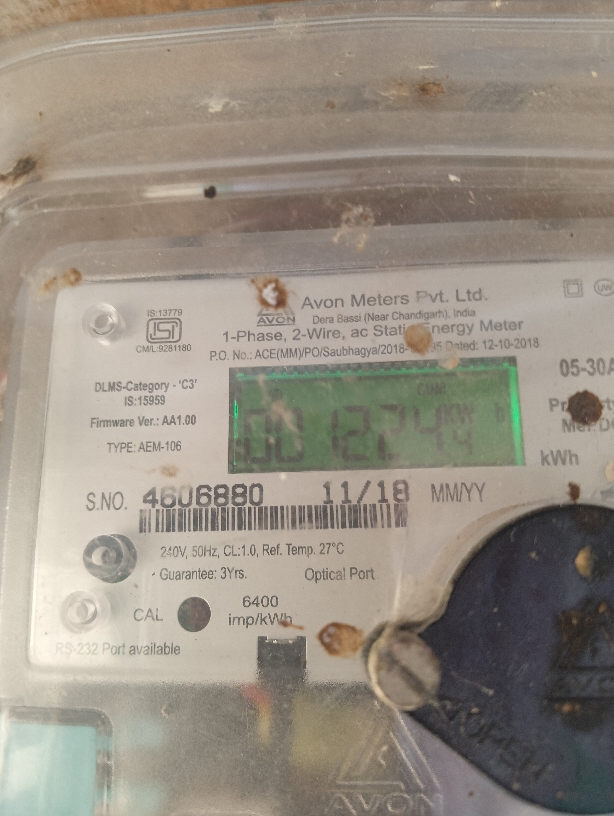 IS:13779
ISI
CM/L:9281180
AVON
Avon Meters Pvt. Ltd.
Dera Bassi (Near Chandigarh), India
1-Phase, 2-Wire, ac Static Energy Meter
P.O. No.: ACE(MM)/PO/Saubhagya/2018- Dated: 12-10-2018
DLMS-Category - 'C3'
IS:15959
Firmware Ver.: AA1.00
TYPE: AEM-106
CUM
KW h
05-30A
kWh
S.NO. 4606880 11/18 MM/YY
240V, 50Hz, CL:1.0, Ref. Temp. 27°C
- Guarantee: 3Yrs. Optical Port
CAL 6400
imp/kWh
RS-232 Port available
AVON